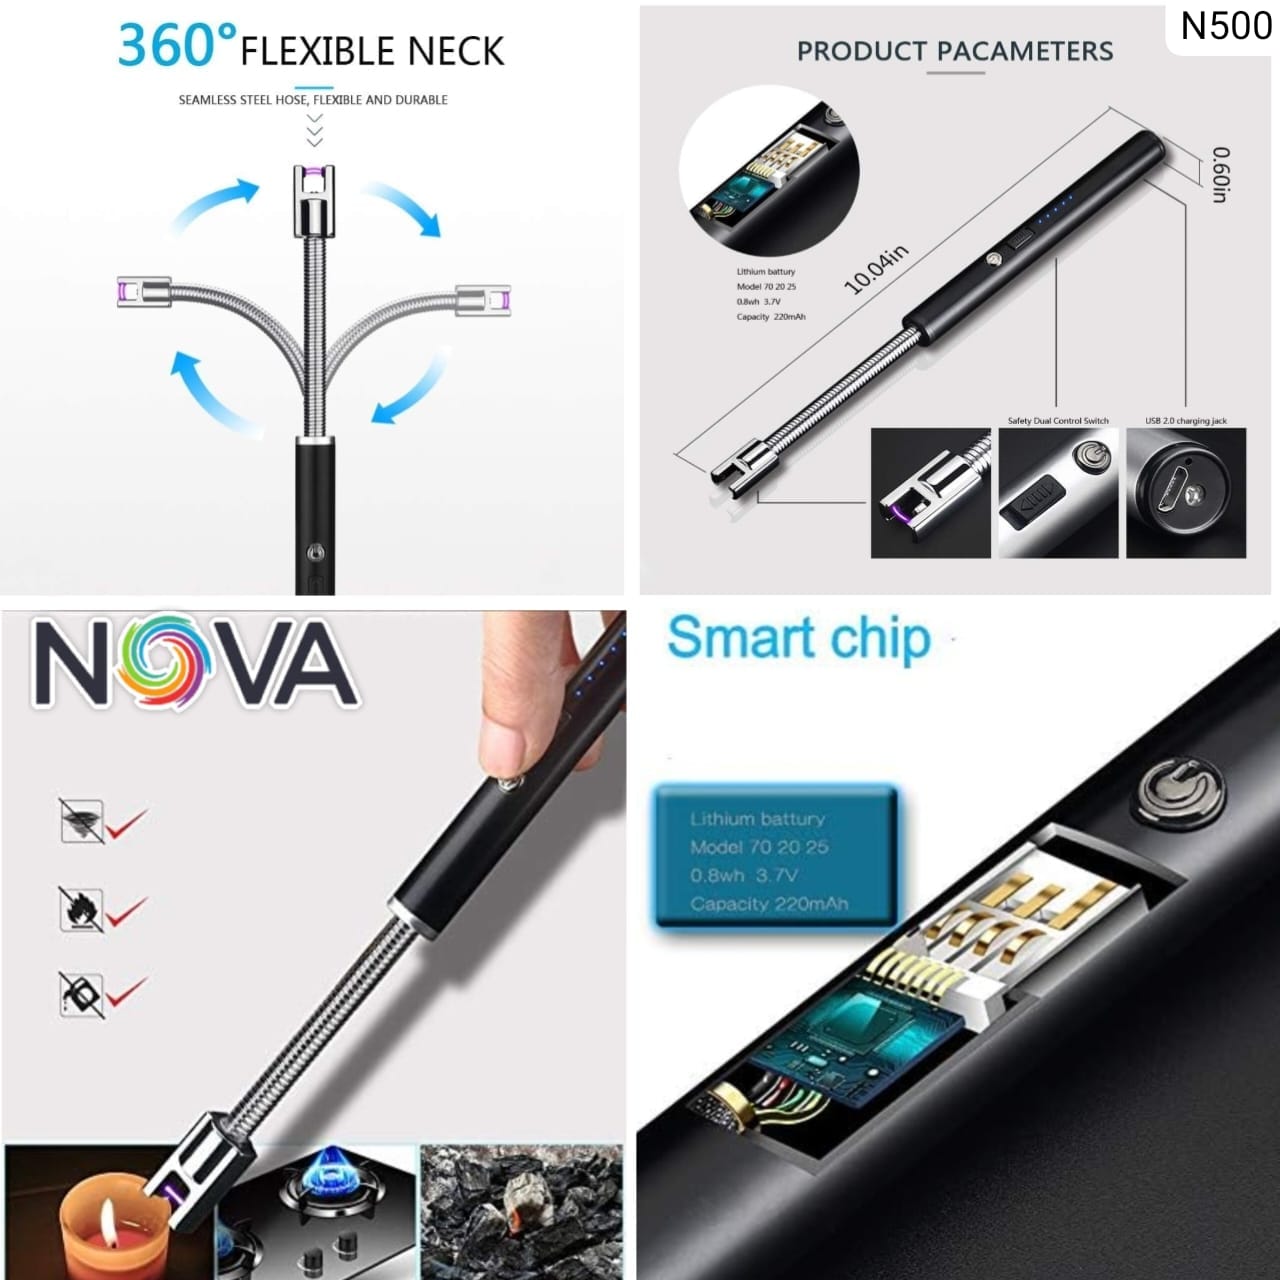 360°FLEXIBLE NECK
SEAMLESS STEEL HOSE, FLEXIBLE AND DURABLE
N500
PRODUCT PACAMETERS
0.60in
10.04in
Lithium battury
Model 70 20 25
0.8wh 3.7V
Capacity 220mAh
Safety Dual Control Switch
USB 2.0 charging jack
NOVA
Smart chip
Lithium battury
Model 70 20 25
0.8wh 3.7V
Capacity 220mAh